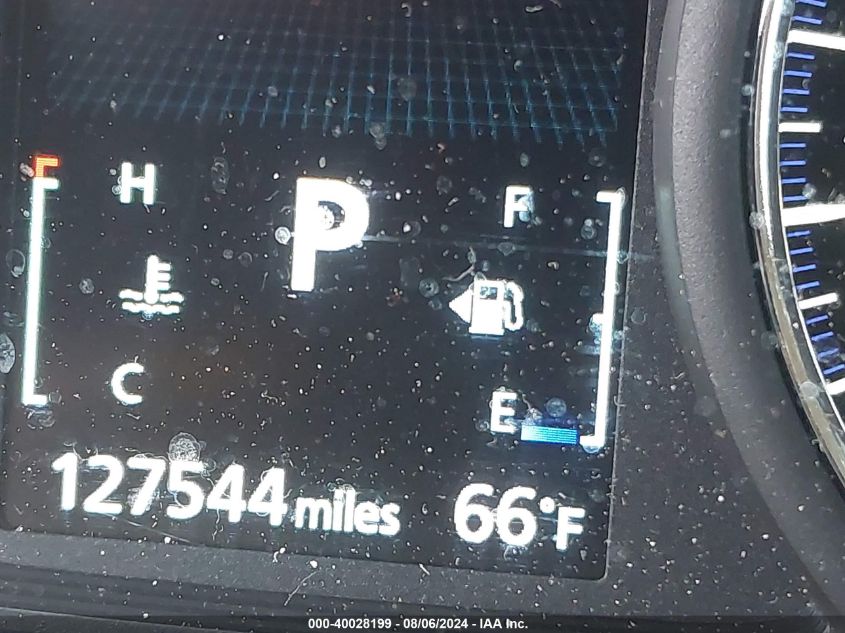 H P F
C E
127544 miles 66°F
000-40028199 - 08/06/2024 - IAA Inc.